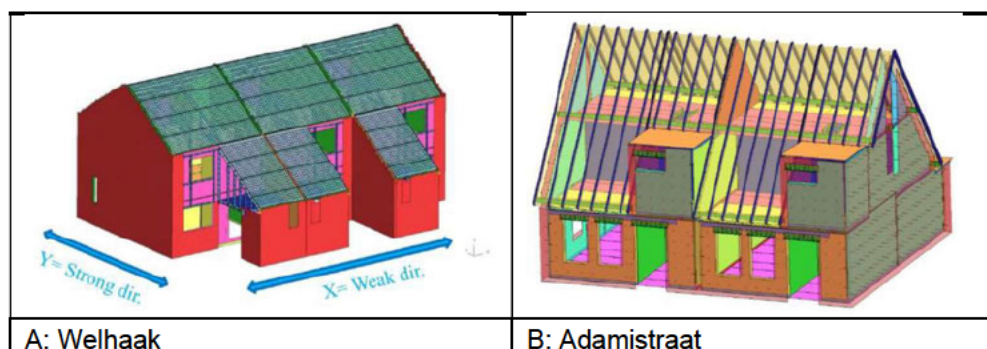 Y= Strong dir.
X= Weak dir.
A: Welhaak
B: Adamistraat